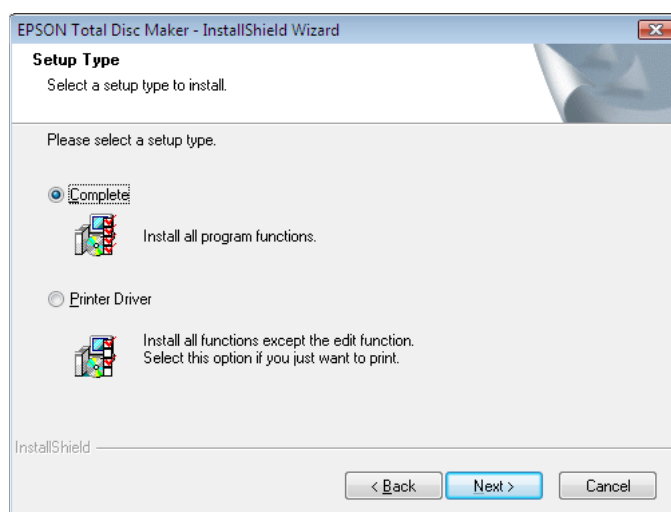 EPSON Total Disc Maker - InstallShield Wizard
Setup Type
Select a setup type to install.
Please select a setup type.
Complete
Install all program functions.
Printer Driver
Install all functions except the edit function.
Select this option if you just want to print.
InstallShield
< Back Next > Cancel